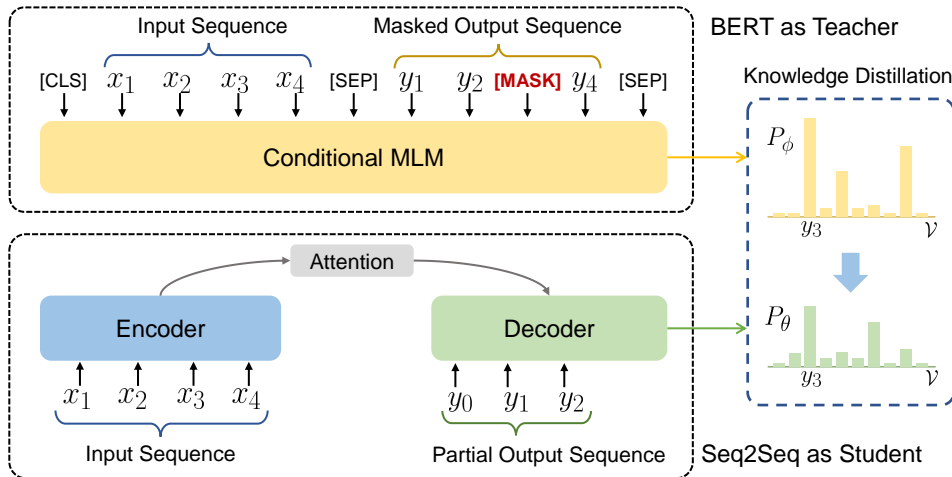 Input Sequence Masked Output Sequence BERT as Teacher
[CLS] x1 x2 x3 x4 [SEP] y1 y2 [MASK] y4 [SEP]
Conditional MLM
Knowledge Distillation
Pϕ
y3 𝒱
Attention
Encoder Decoder
Pθ
y3 𝒱
x1 x2 x3 x4 y0 y1 y2
Input Sequence Partial Output Sequence
Seq2Seq as Student